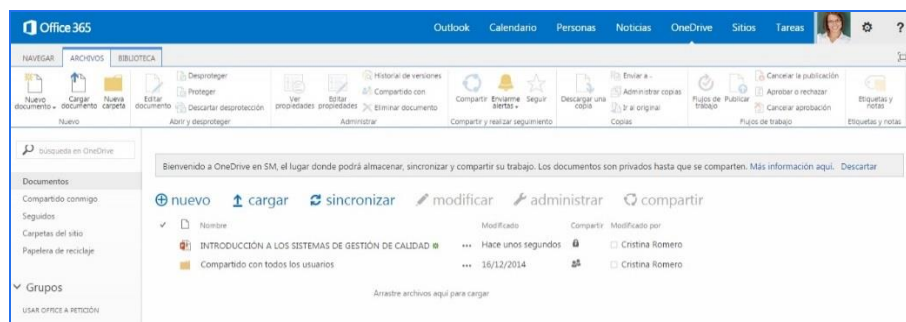 Office 365
Outlook Calendario Personas Noticias OneDrive Sitios Tareas ?
NAVEGAR ARCHIVOS BIBLIOTECA
Nuevo documento
Cargar documento
Nueva carpeta
Nuevo
Editar documento
Desproteger
Proteger
Descartar desprotección
Abrir y desproteger
Ver propiedades
Editar propiedades
Historial de versiones
Compartido con
Eliminar documento
Administrar
Compartir
Enviarme alertas
Seguir
Compartir y realizar seguimiento
Descargar una copia
Enviar a
Administrar copias
Ir al original
Copias
Flujos de trabajo
Publicar
Cancelar la publicación
Aprobar o rechazar
Cancelar aprobación
Flujos de trabajo
Etiquetas y notas
Etiquetas y notas
búsqueda en OneDrive
Documentos
Compartido conmigo
Seguidos
Carpetas del sitio
Papelera de reciclaje
Grupos
USAR OFFICE A PETICIÓN
Bienvenido a OneDrive en SM, el lugar donde podrá almacenar, sincronizar y compartir su trabajo. Los documentos son privados hasta que se comparten. Más información aquí. Descartar
nuevo cargar sincronizar modificar administrar compartir
Nombre Modificado Compartir Modificado por
INTRODUCCIÓN A LOS SISTEMAS DE GESTIÓN DE CALIDAD ... Hace unos segundos Cristina Romero
Compartido con todos los usuarios ... 16/12/2014 Cristina Romero
Arrastre archivos aquí para cargar